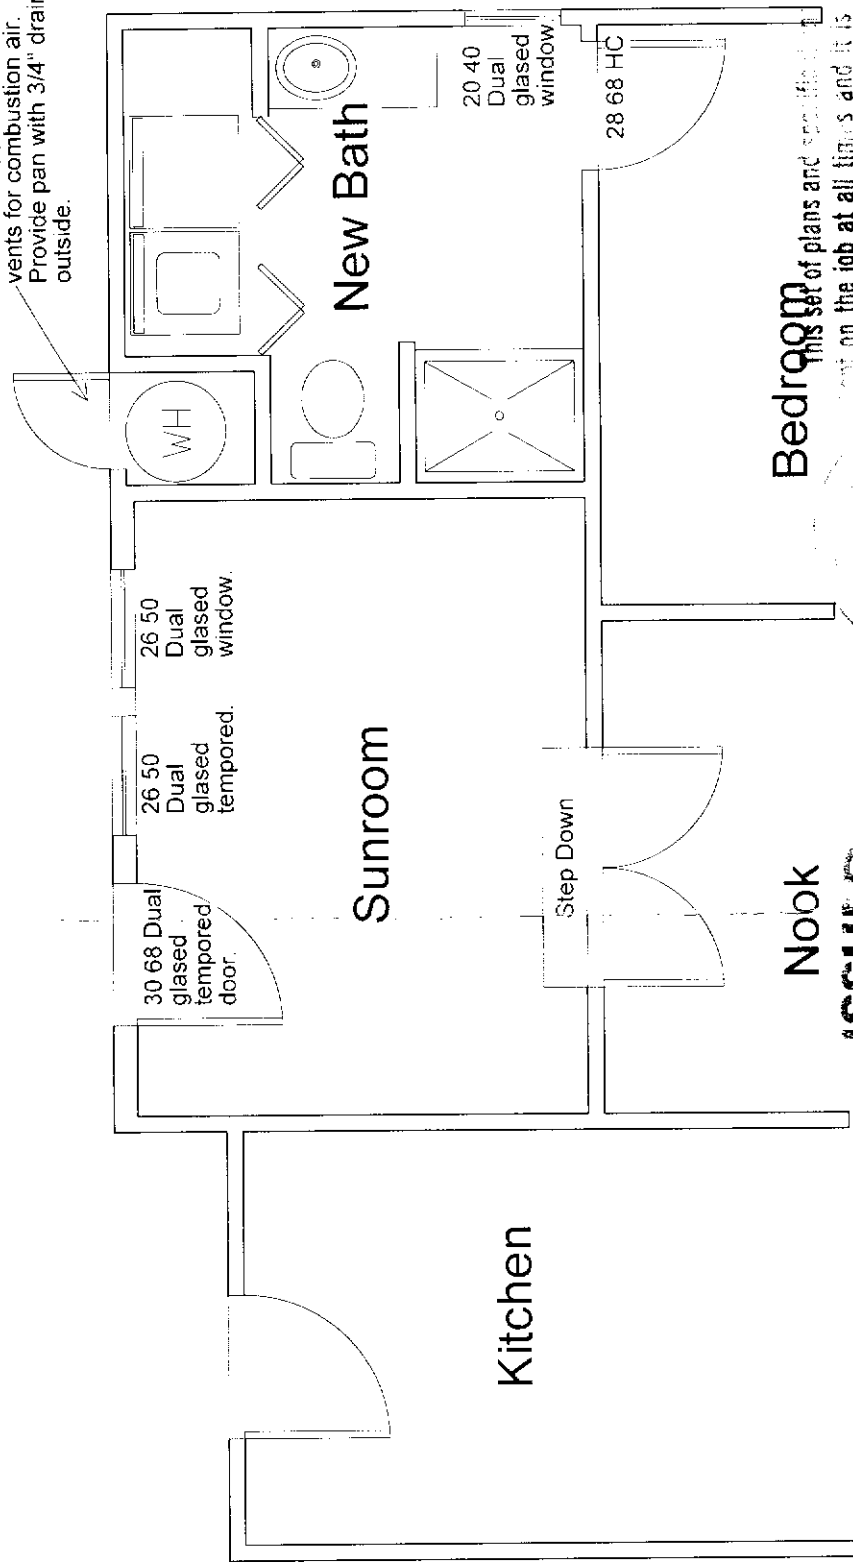 vents for combustion air.
Provide pan with 3/4" drain
outside.
WH
New Bath
20 40
Dual
glased
window.
28 68 HC
26 50
Dual
glased
window.
26 50
Dual
glased
tempored.
30 68 Dual
glased
tempored
door.
Sunroom
Step Down
Kitchen
Nook
Bedroom
This set of plans and
on the job at all times and it is